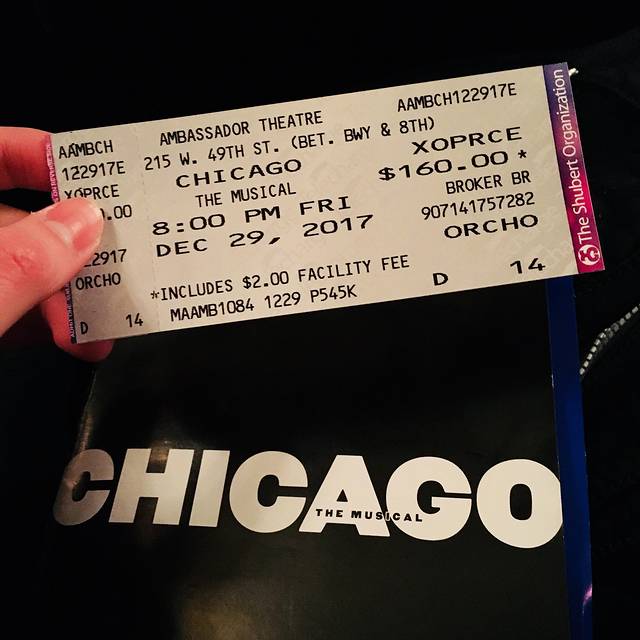 AAMBCH
122917E
XOPRCE
.00
2917
ORCHO
D 14
AMBASSADOR THEATRE
215 W. 49TH ST. (BET. BWY & 8TH)
CHICAGO
THE MUSICAL
8:00 PM FRI
DEC 29, 2017
*INCLUDES $2.00 FACILITY FEE
MAAMB1084 1229 P545K
AAMBCH122917E
XOPRCE
$160.00 *
BROKER BR
907141757282
ORCHO
D 14
The Shubert Organization
CHICAGO
THE MUSICAL